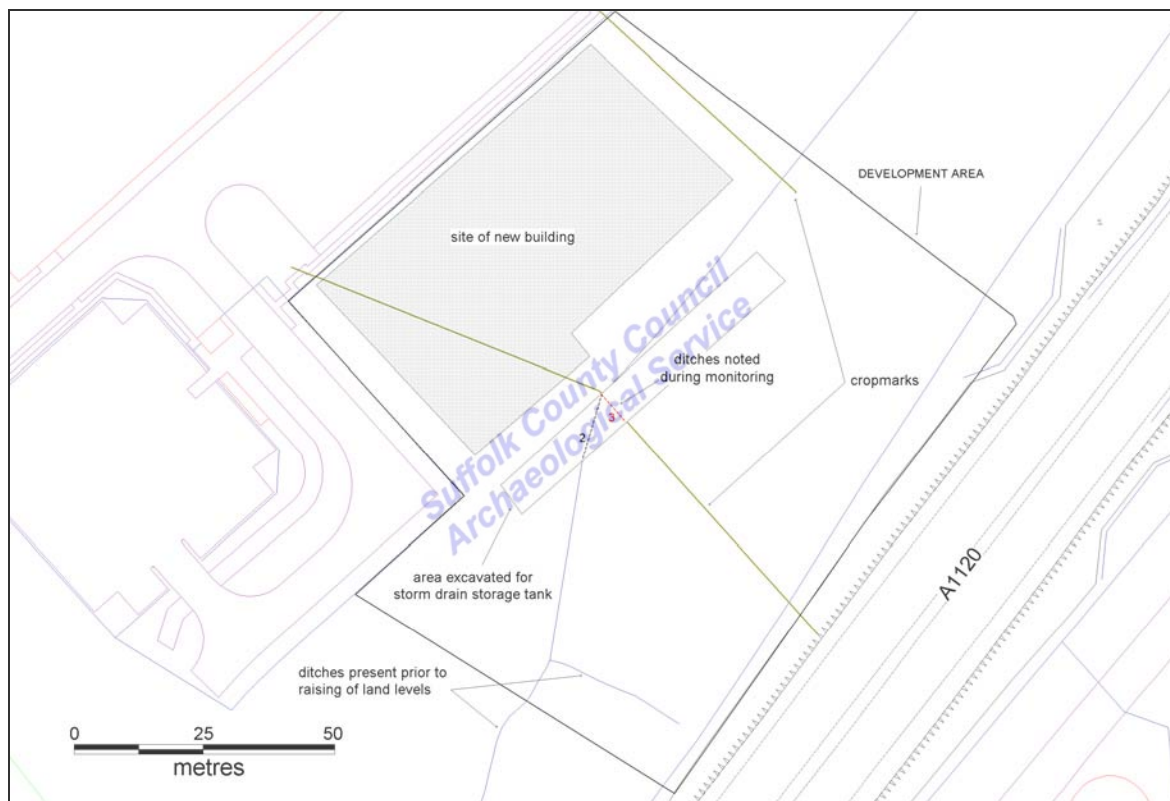 DEVELOPMENT AREA
site of new building
Suffolk County Council
Archaeological Service
ditches noted
during monitoring
cropmarks
2
3
area excavated for
storm drain storage tank
A1120
ditches present prior to
raising of land levels
0 25 50
metres